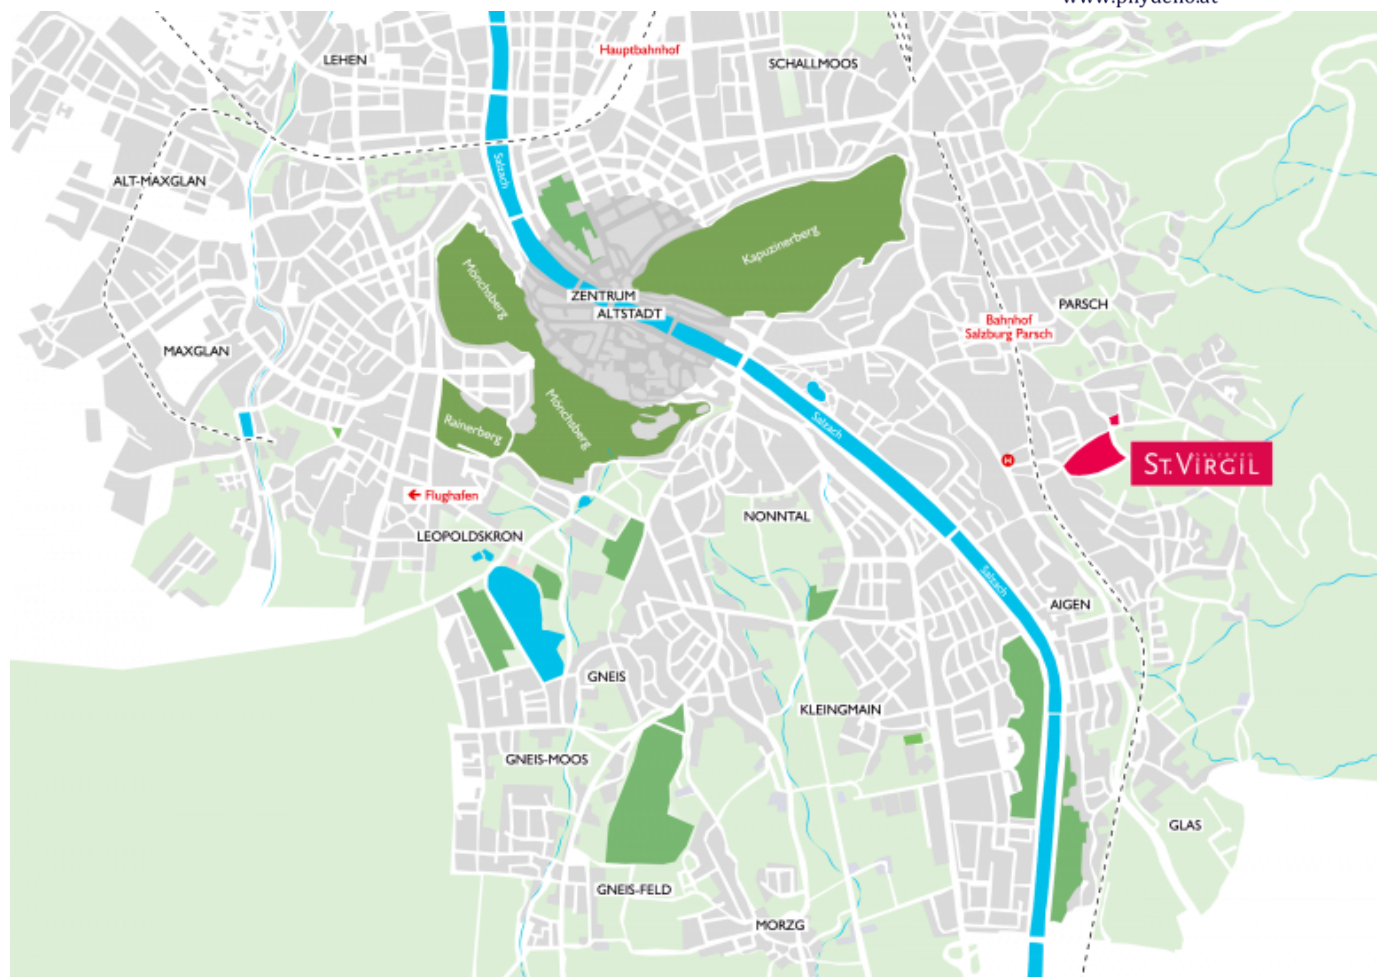 Hauptbahnhof
LEHEN
SCHALLMOOS
Salzach
ALT-MAXGLAN
Kapuzinerberg
Mönchsberg
ZENTRUM
ALTSTADT
PARSCH
Bahnhof
Salzburg Parsch
MAXGLAN
Mönchsberg
Rainerberg
Salzach
SALZBURG
ST. VIRGIL
H
Flughafen
NONNTAL
LEOPOLDSKRON
Salzach
AIGEN
GNEIS
KLEINGMAIN
GNEIS-MOOS
GLAS
GNEIS-FELD
MORZG